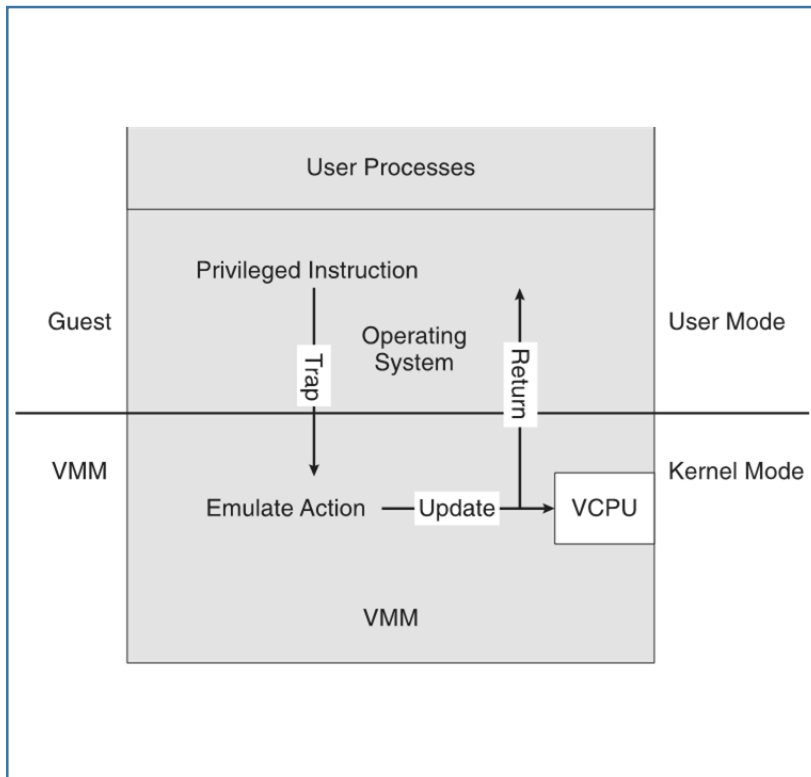 User Processes
Privileged Instruction
Guest
User Mode
Operating
System
Trap
Return
VMM
Kernel Mode
Emulate Action
Update
VCPU
VMM